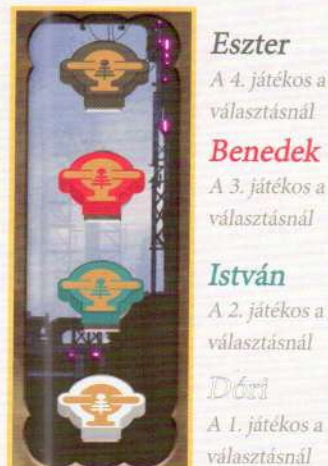 Eszter
A 4. játékos a
választásnál
Benedek
A 3. játékos a
választásnál
István
A 2. játékos a
választásnál
Dóri
A 1. játékos a
választásnál